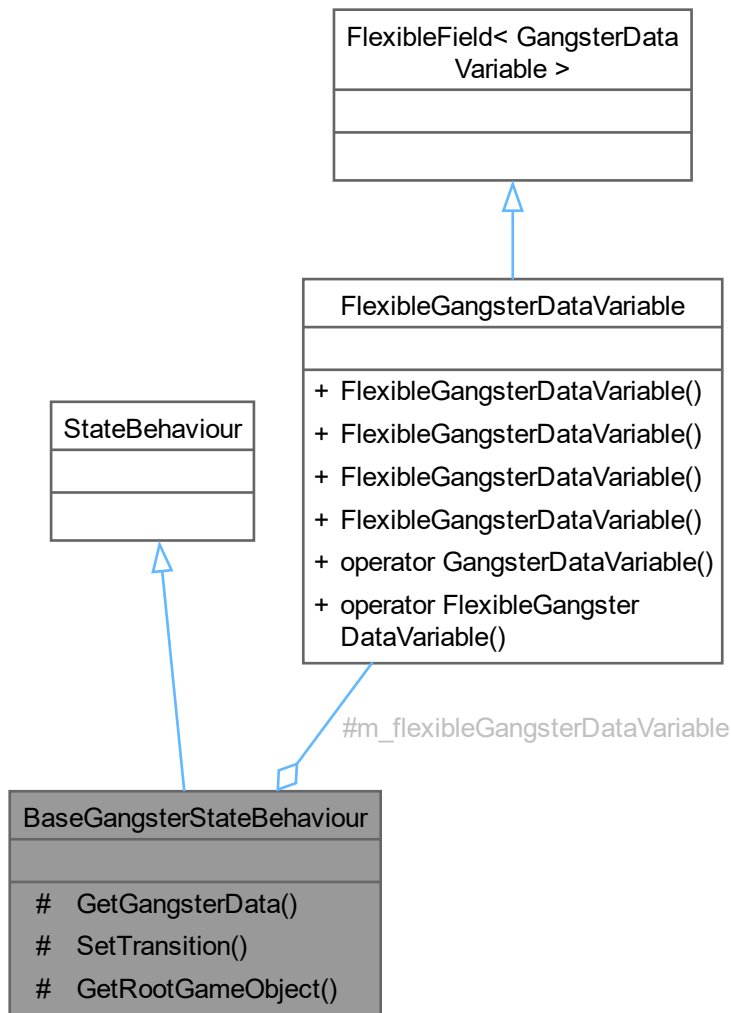 FlexibleField< GangsterData
Variable >
FlexibleGangsterDataVariable
+ FlexibleGangsterDataVariable()
+ FlexibleGangsterDataVariable()
+ FlexibleGangsterDataVariable()
+ FlexibleGangsterDataVariable()
+ operator GangsterDataVariable()
+ operator FlexibleGangster
DataVariable()
StateBehaviour
#m_flexibleGangsterDataVariable
BaseGangsterStateBehaviour
# GetGangsterData()
# SetTransition()
# GetRootGameObject()